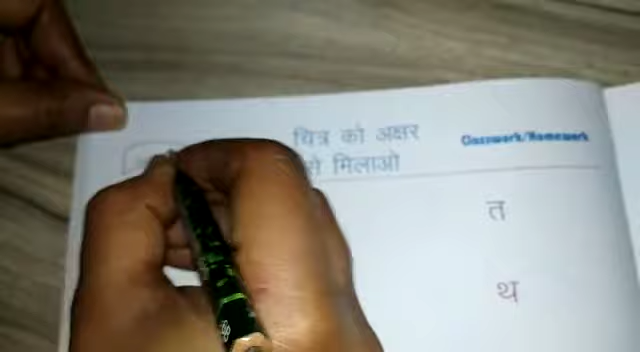 चित्र को अक्षर
से मिलाओ
Classwork/Homework
त
थ